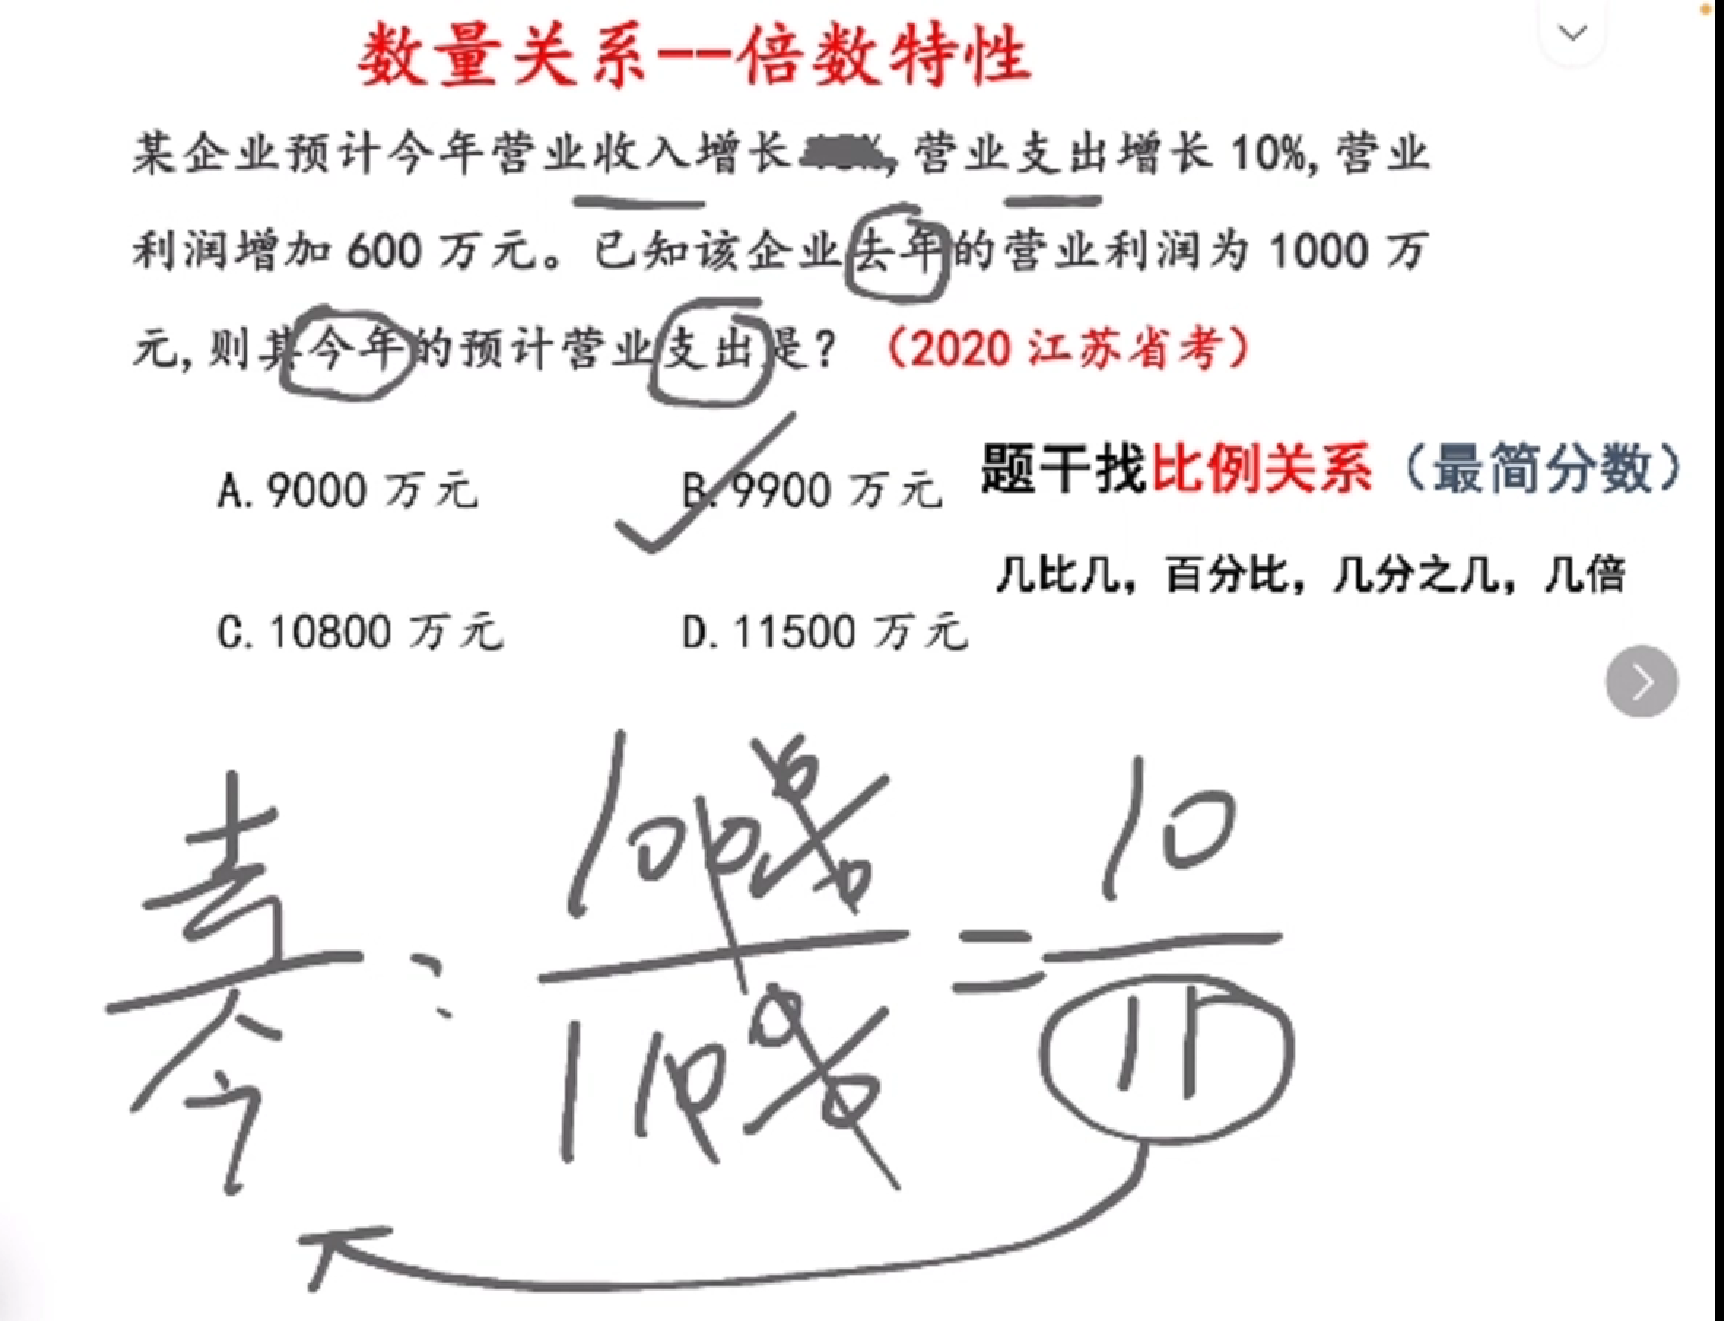 数量关系--倍数特性
某企业预计今年营业收入增长 , 营业支出增长 10%, 营业
利润增加 600 万元。已知该企业去年的营业利润为 1000 万
元, 则其今年的预计营业支出是? (2020 江苏省考)
A. 9000 万元 B. 9900 万元
C. 10800 万元 D. 11500 万元
题干找比例关系（最简分数）
几比几，百分比，几分之几，几倍
去 100% 10
今 : 110% = 11